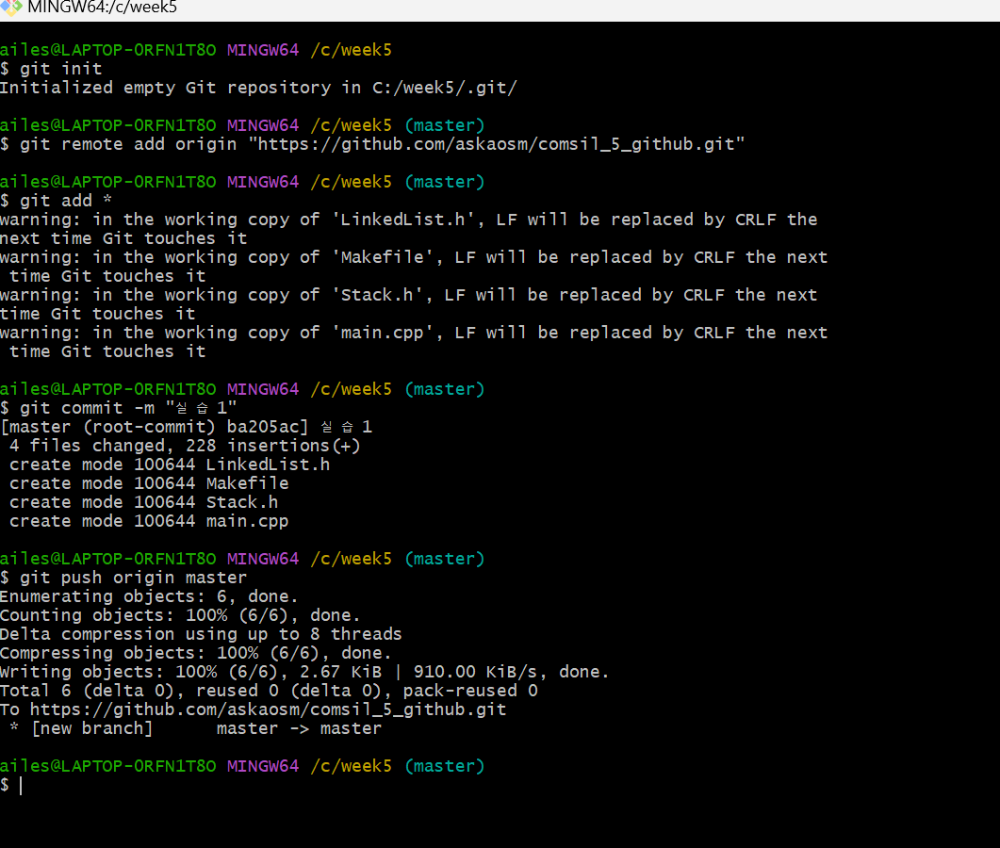 MINGW64:/c/week5
ailes@LAPTOP-0RFN1T8O MINGW64 /c/week5
$ git init
Initialized empty Git repository in C:/week5/.git/
ailes@LAPTOP-0RFN1T8O MINGW64 /c/week5 (master)
$ git remote add origin "https://github.com/askaosm/comsil_5_github.git"
ailes@LAPTOP-0RFN1T8O MINGW64 /c/week5 (master)
$ git add *
warning: in the working copy of 'LinkedList.h', LF will be replaced by CRLF the
next time Git touches it
warning: in the working copy of 'Makefile', LF will be replaced by CRLF the next
 time Git touches it
warning: in the working copy of 'Stack.h', LF will be replaced by CRLF the next
time Git touches it
warning: in the working copy of 'main.cpp', LF will be replaced by CRLF the next
 time Git touches it
ailes@LAPTOP-0RFN1T8O MINGW64 /c/week5 (master)
$ git commit -m "실습1"
[master (root-commit) ba205ac] 실습1
 4 files changed, 228 insertions(+)
 create mode 100644 LinkedList.h
 create mode 100644 Makefile
 create mode 100644 Stack.h
 create mode 100644 main.cpp
ailes@LAPTOP-0RFN1T8O MINGW64 /c/week5 (master)
$ git push origin master
Enumerating objects: 6, done.
Counting objects: 100% (6/6), done.
Delta compression using up to 8 threads
Compressing objects: 100% (6/6), done.
Writing objects: 100% (6/6), 2.67 KiB | 910.00 KiB/s, done.
Total 6 (delta 0), reused 0 (delta 0), pack-reused 0
To https://github.com/askaosm/comsil_5_github.git
 * [new branch]      master -> master
ailes@LAPTOP-0RFN1T8O MINGW64 /c/week5 (master)
$